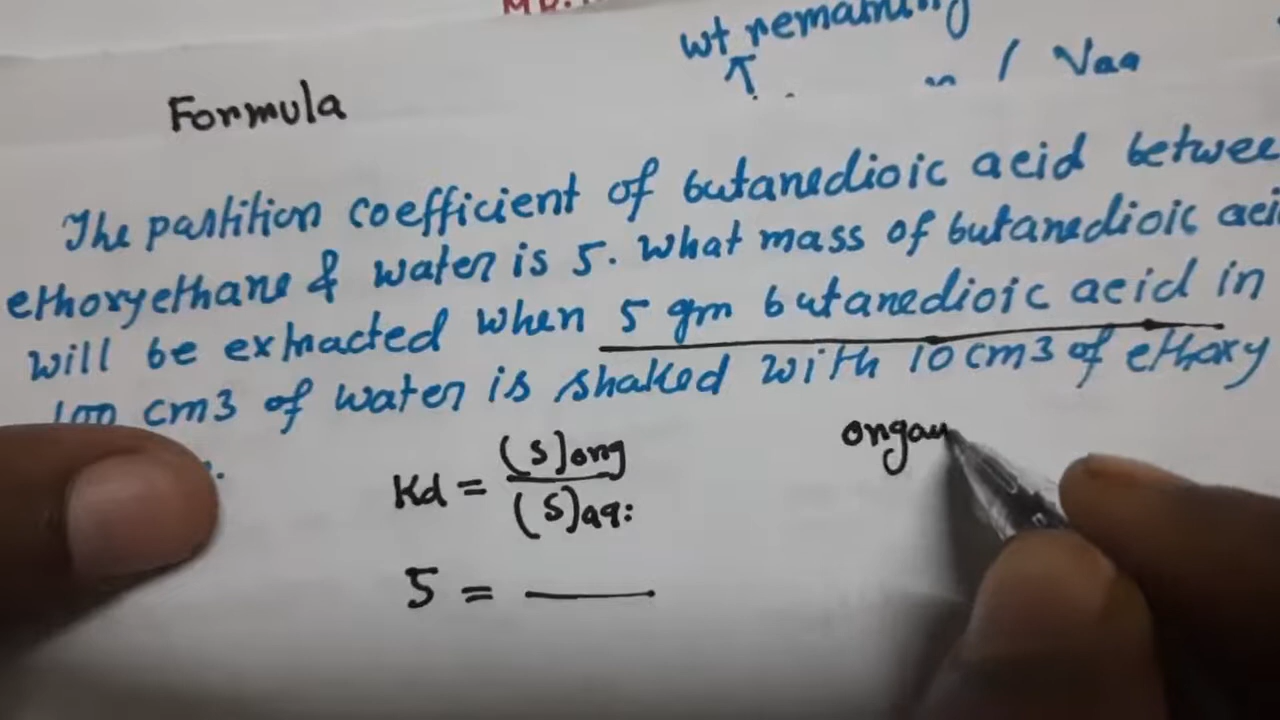 wt remaining
/ Vaq
Formula
The partition coefficient of butanedioic acid betwee
ethoxyethane & water is 5. What mass of butanedioic aci
will be extracted when 5 gm butanedioic acid in
100 cm3 of water is shaked with 10 cm3 of ethoxy
Kd = (S)org
(S)aq:
organ
5 =